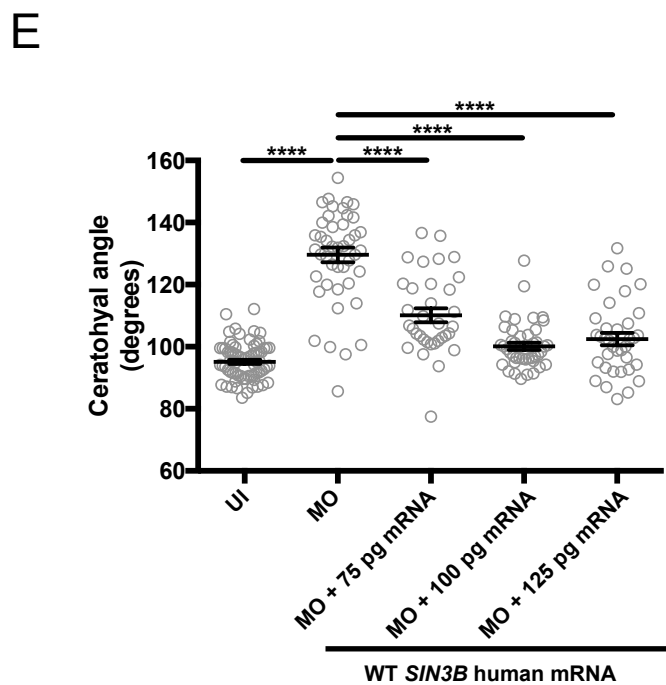 E
****
****
**** ****
160
140
120
100
80
60
Ceratohyal angle
(degrees)
UI
MO
MO + 75 pg mRNA
MO + 100 pg mRNA
MO + 125 pg mRNA
WT SIN3B human mRNA